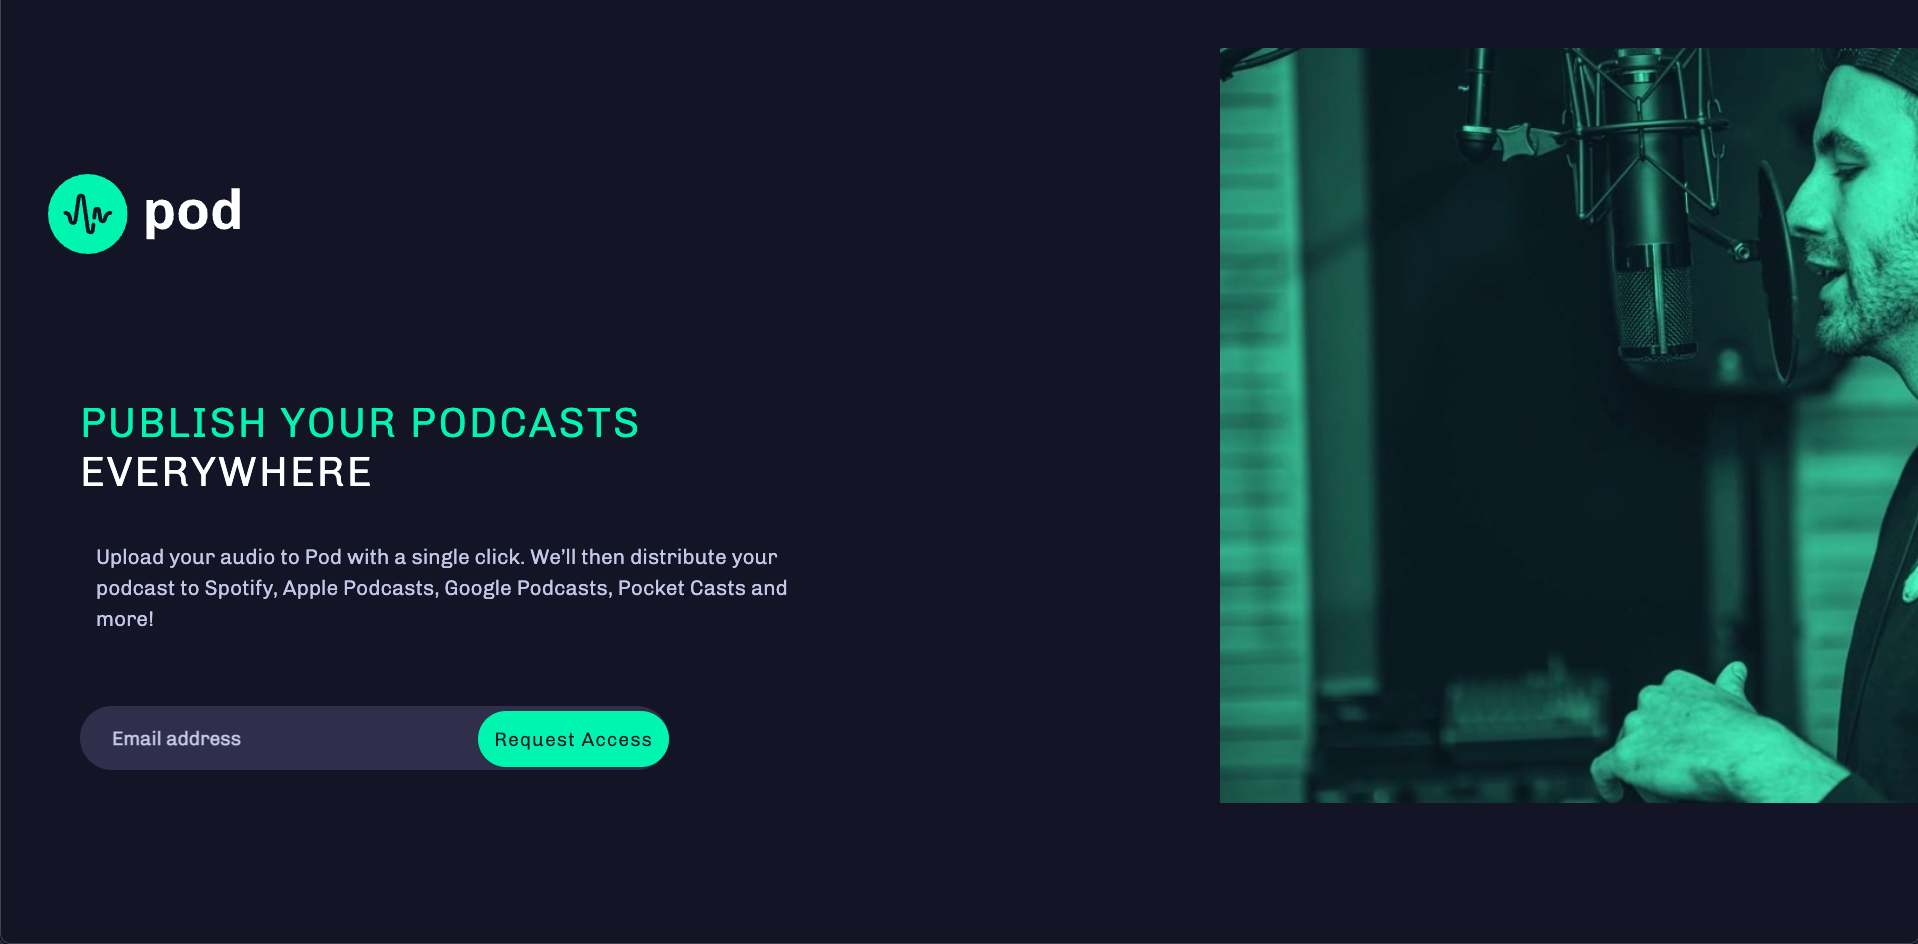 pod
PUBLISH YOUR PODCASTS
EVERYWHERE
Upload your audio to Pod with a single click. We’ll then distribute your
podcast to Spotify, Apple Podcasts, Google Podcasts, Pocket Casts and
more!
Email address
Request Access